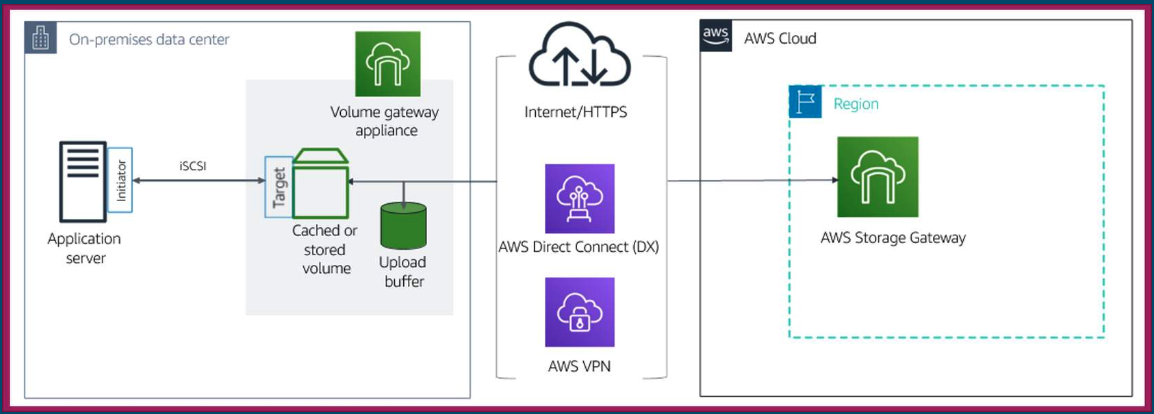 On-premises data center
Volume gateway
appliance
Initiator
iSCSI
Target
Application
server
Cached or
stored
volume
Upload
buffer
Internet/HTTPS
AWS Direct Connect (DX)
AWS VPN
aws
AWS Cloud
Region
AWS Storage Gateway